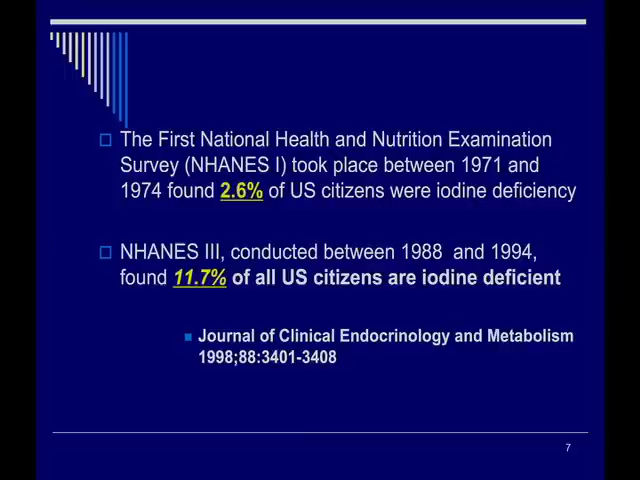 The First National Health and Nutrition Examination
Survey (NHANES I) took place between 1971 and
1974 found 2.6% of US citizens were iodine deficiency
NHANES III, conducted between 1988 and 1994,
found 11.7% of all US citizens are iodine deficient
Journal of Clinical Endocrinology and Metabolism
1998;88:3401-3408
7